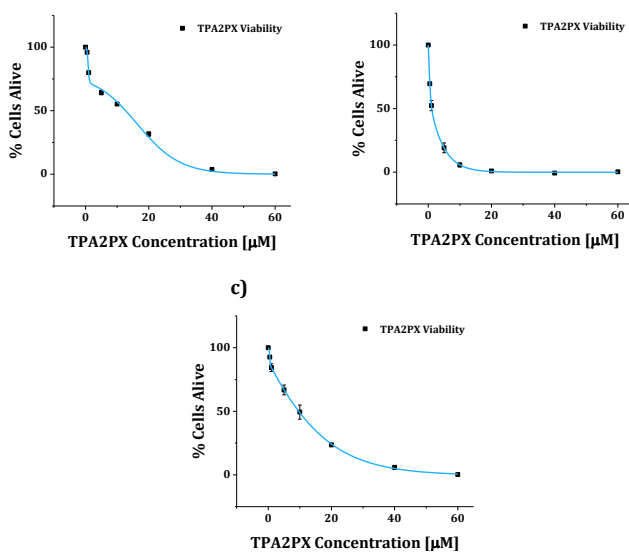 TPA2PX Viability
100
50
0
% Cells Alive
0
20
40
60
TPA2PX Concentration [μM]
TPA2PX Viability
100
50
0
% Cells Alive
0
20
40
60
TPA2PX Concentration [μM]
c)
TPA2PX Viability
100
50
0
% Cells Alive
0
20
40
60
TPA2PX Concentration [μM]